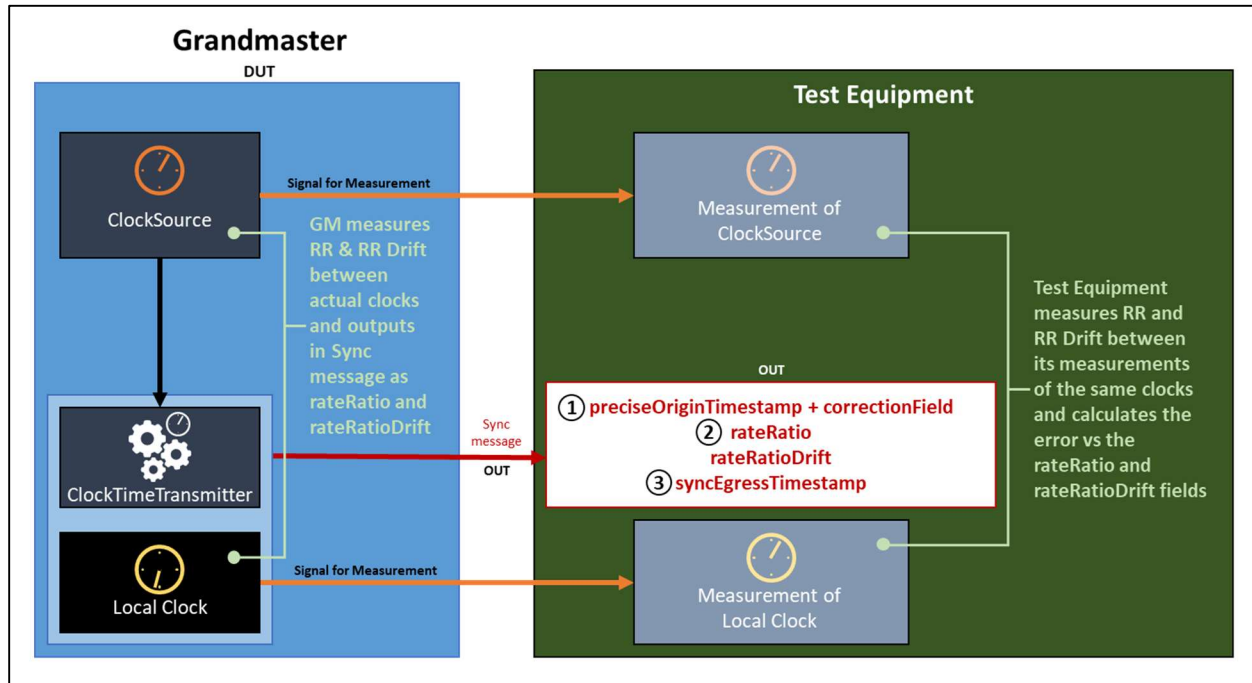 Grandmaster
DUT
Test Equipment
ClockSource
Signal for Measurement
Measurement of
ClockSource
GM measures
RR & RR Drift
between
actual clocks
and outputs
in Sync
message as
rateRatio and
rateRatioDrift
Test Equipment
measures RR and
RR Drift between
its measurements
of the same clocks
and calculates the
error vs the
rateRatio and
rateRatioDrift fields
ClockTimeTransmitter
Sync
message
OUT
OUT
① preciseOriginTimestamp + correctionField
② rateRatio
rateRatioDrift
③ syncEgressTimestamp
Local Clock
Signal for Measurement
Measurement of
Local Clock